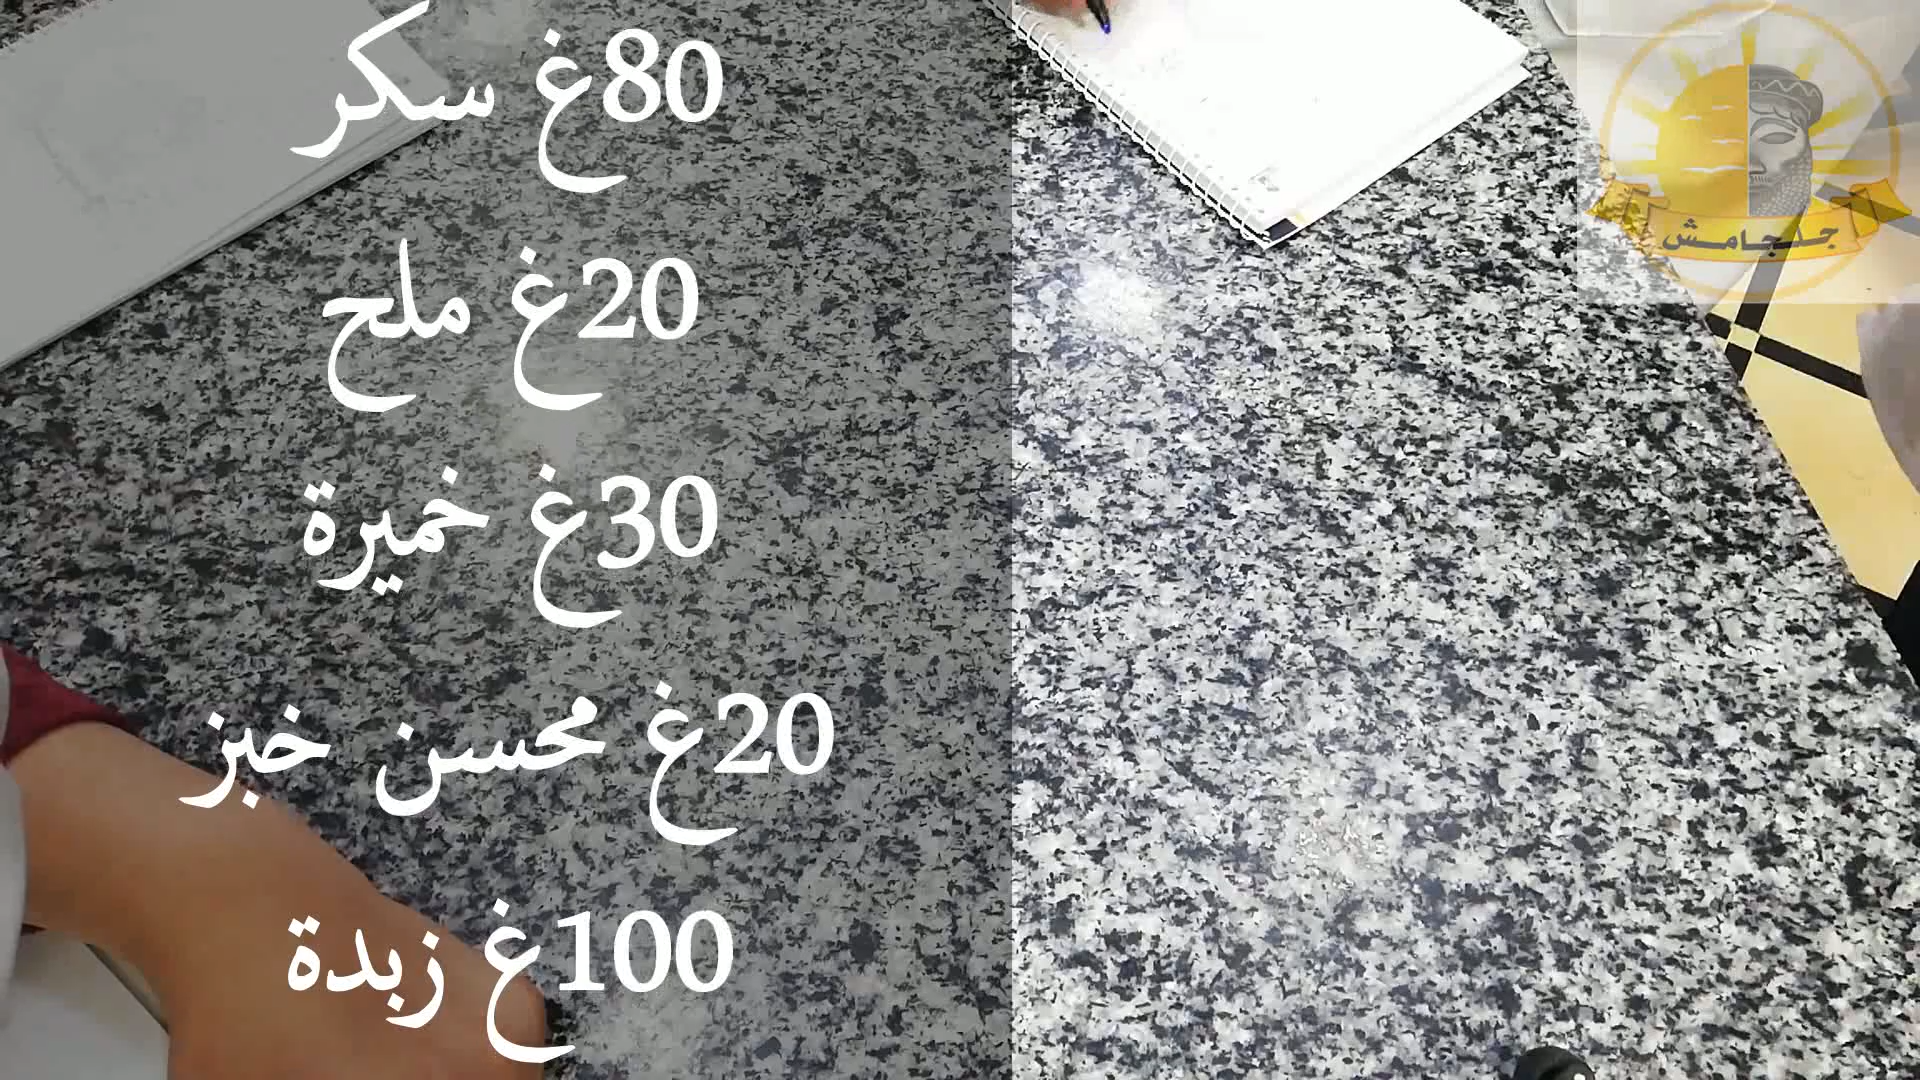 80غ سكر
20غ ملح
30غ خميرة
20غ محسن خبز
100غ زبدة
جلجامش